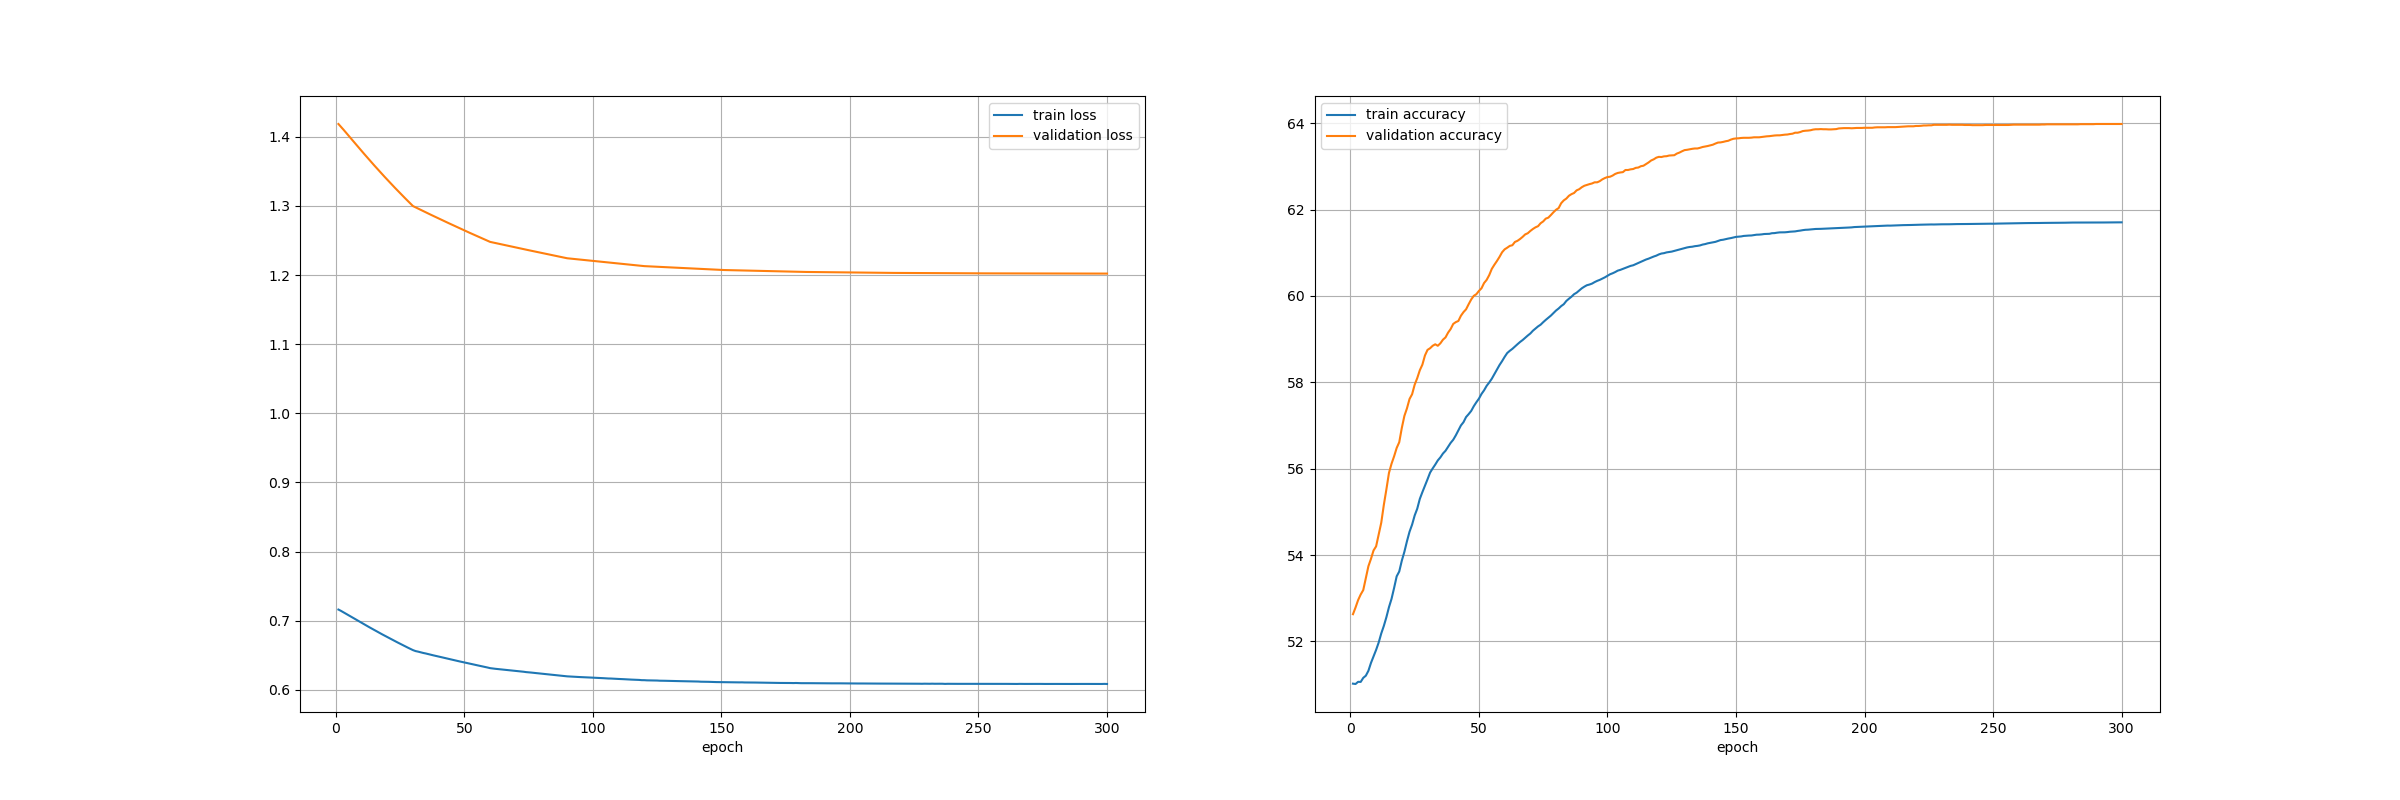 train loss
validation loss
1.4
1.3
1.2
1.1
1.0
0.9
0.8
0.7
0.6
0 50 100 150 200 250 300
epoch
train accuracy
validation accuracy
64
62
60
58
56
54
52
0 50 100 150 200 250 300
epoch